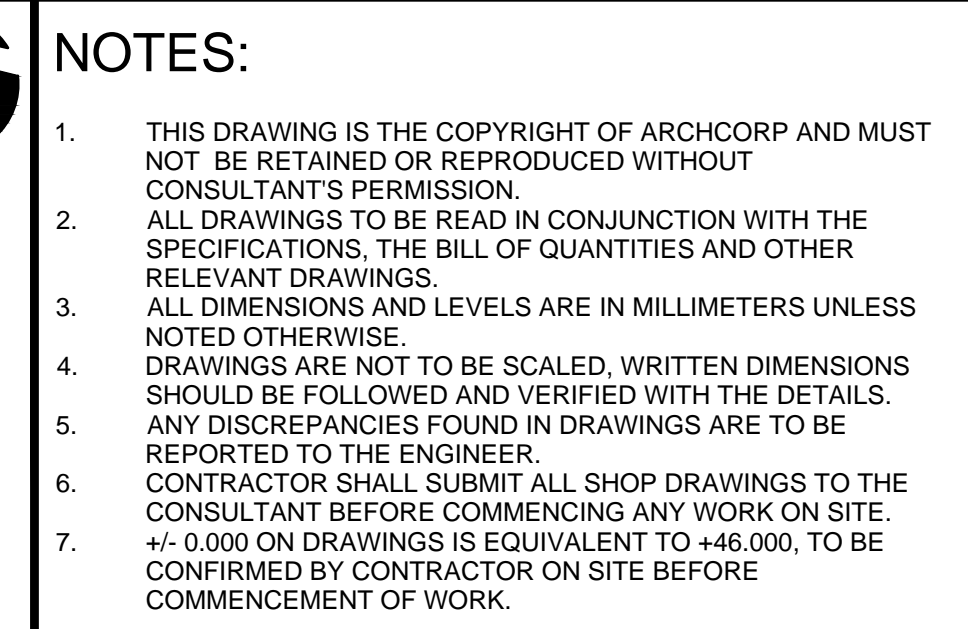 NOTES:
1. THIS DRAWING IS THE COPYRIGHT OF ARCHCORP AND MUST
NOT BE RETAINED OR REPRODUCED WITHOUT
CONSULTANT'S PERMISSION.
2. ALL DRAWINGS TO BE READ IN CONJUNCTION WITH THE
SPECIFICATIONS, THE BILL OF QUANTITIES AND OTHER
RELEVANT DRAWINGS.
3. ALL DIMENSIONS AND LEVELS ARE IN MILLIMETERS UNLESS
NOTED OTHERWISE.
4. DRAWINGS ARE NOT TO BE SCALED, WRITTEN DIMENSIONS
SHOULD BE FOLLOWED AND VERIFIED WITH THE DETAILS.
5. ANY DISCREPANCIES FOUND IN DRAWINGS ARE TO BE
REPORTED TO THE ENGINEER.
6. CONTRACTOR SHALL SUBMIT ALL SHOP DRAWINGS TO THE
CONSULTANT BEFORE COMMENCING ANY WORK ON SITE.
7. +/- 0.000 ON DRAWINGS IS EQUIVALENT TO +46.000, TO BE
CONFIRMED BY CONTRACTOR ON SITE BEFORE
COMMENCEMENT OF WORK.